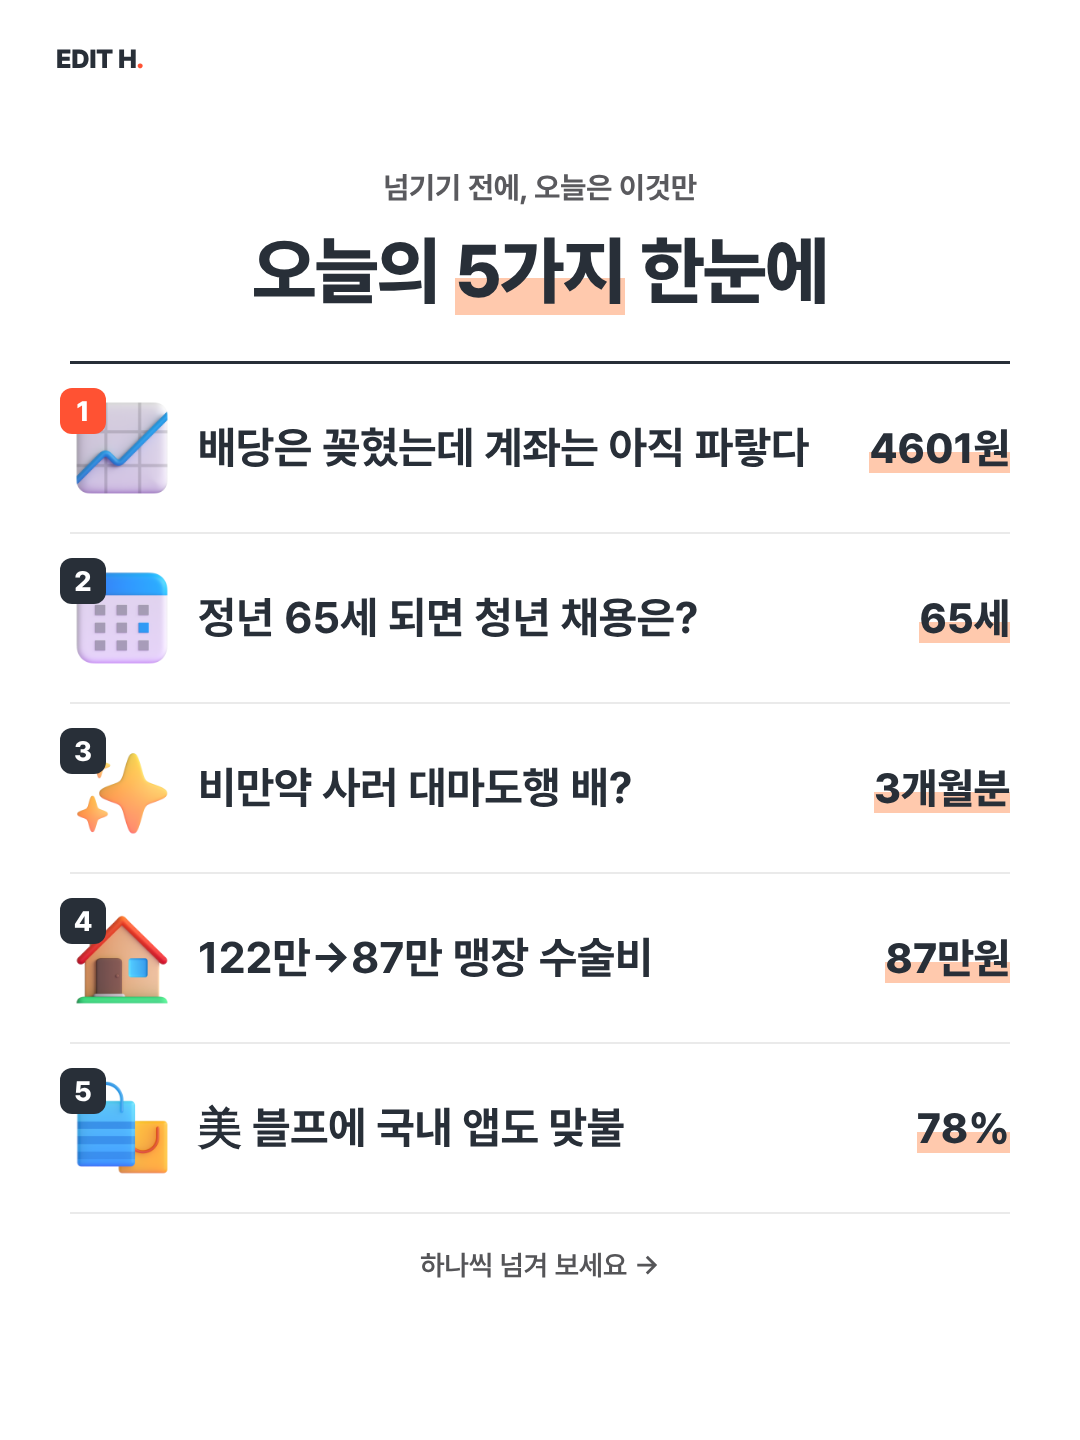 EDIT H.
넘기기 전에, 오늘은 이것만
오늘의 5가지 한눈에
1
배당은 꽂혔는데 계좌는 아직 파랗다 4601원
2
정년 65세 되면 청년 채용은? 65세
3
비만약 사러 대마도행 배? 3개월분
4
122만→87만 맹장 수술비 87만원
5
美 블프에 국내 앱도 맞불 78%
하나씩 넘겨 보세요 →